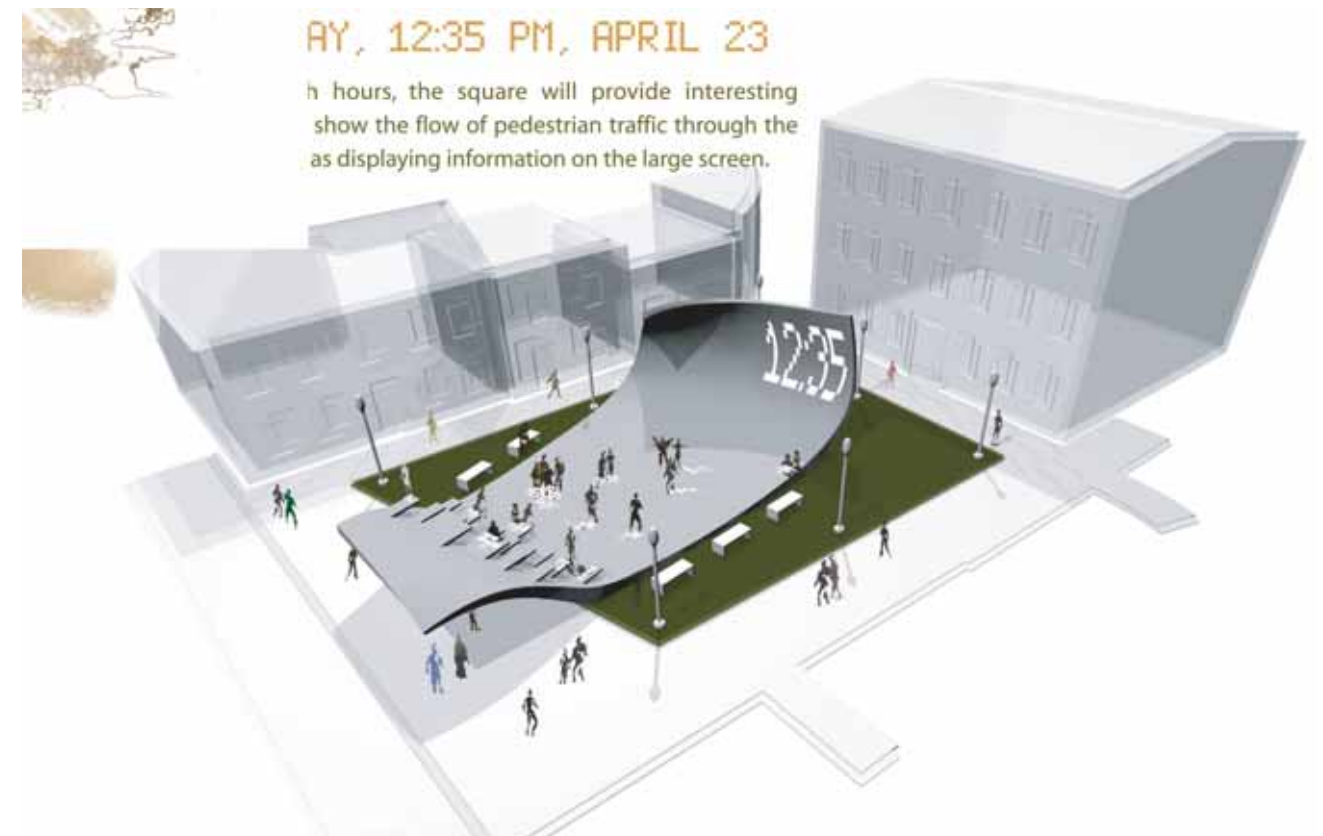 AY, 12:35 PM, APRIL 23
h hours, the square will provide interesting
show the flow of pedestrian traffic through the
as displaying information on the large screen.
12:35